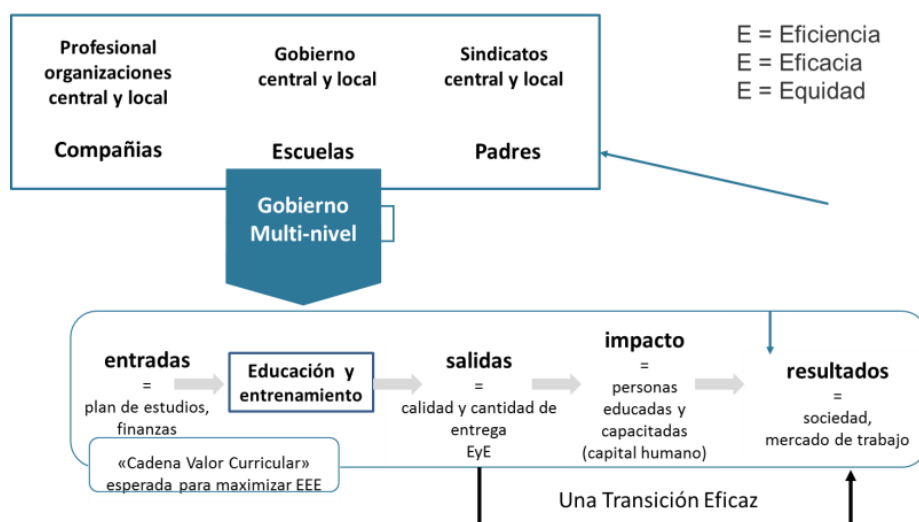 Profesional
organizaciones
central y local
Gobierno
central y local
Sindicatos
central y local
E = Eficiencia
E = Eficacia
E = Equidad
Compañias
Escuelas
Padres
Gobierno
Multi-nivel
entradas
=
plan de estudios,
finanzas
Educación y
entrenamiento
salidas
=
calidad y cantidad de
entrega
EyE
impacto
=
personas
educadas y
capacitadas
(capital humano)
resultados
=
sociedad,
mercado de trabajo
«Cadena Valor Curricular»
esperada para maximizar EEE
Una Transición Eficaz